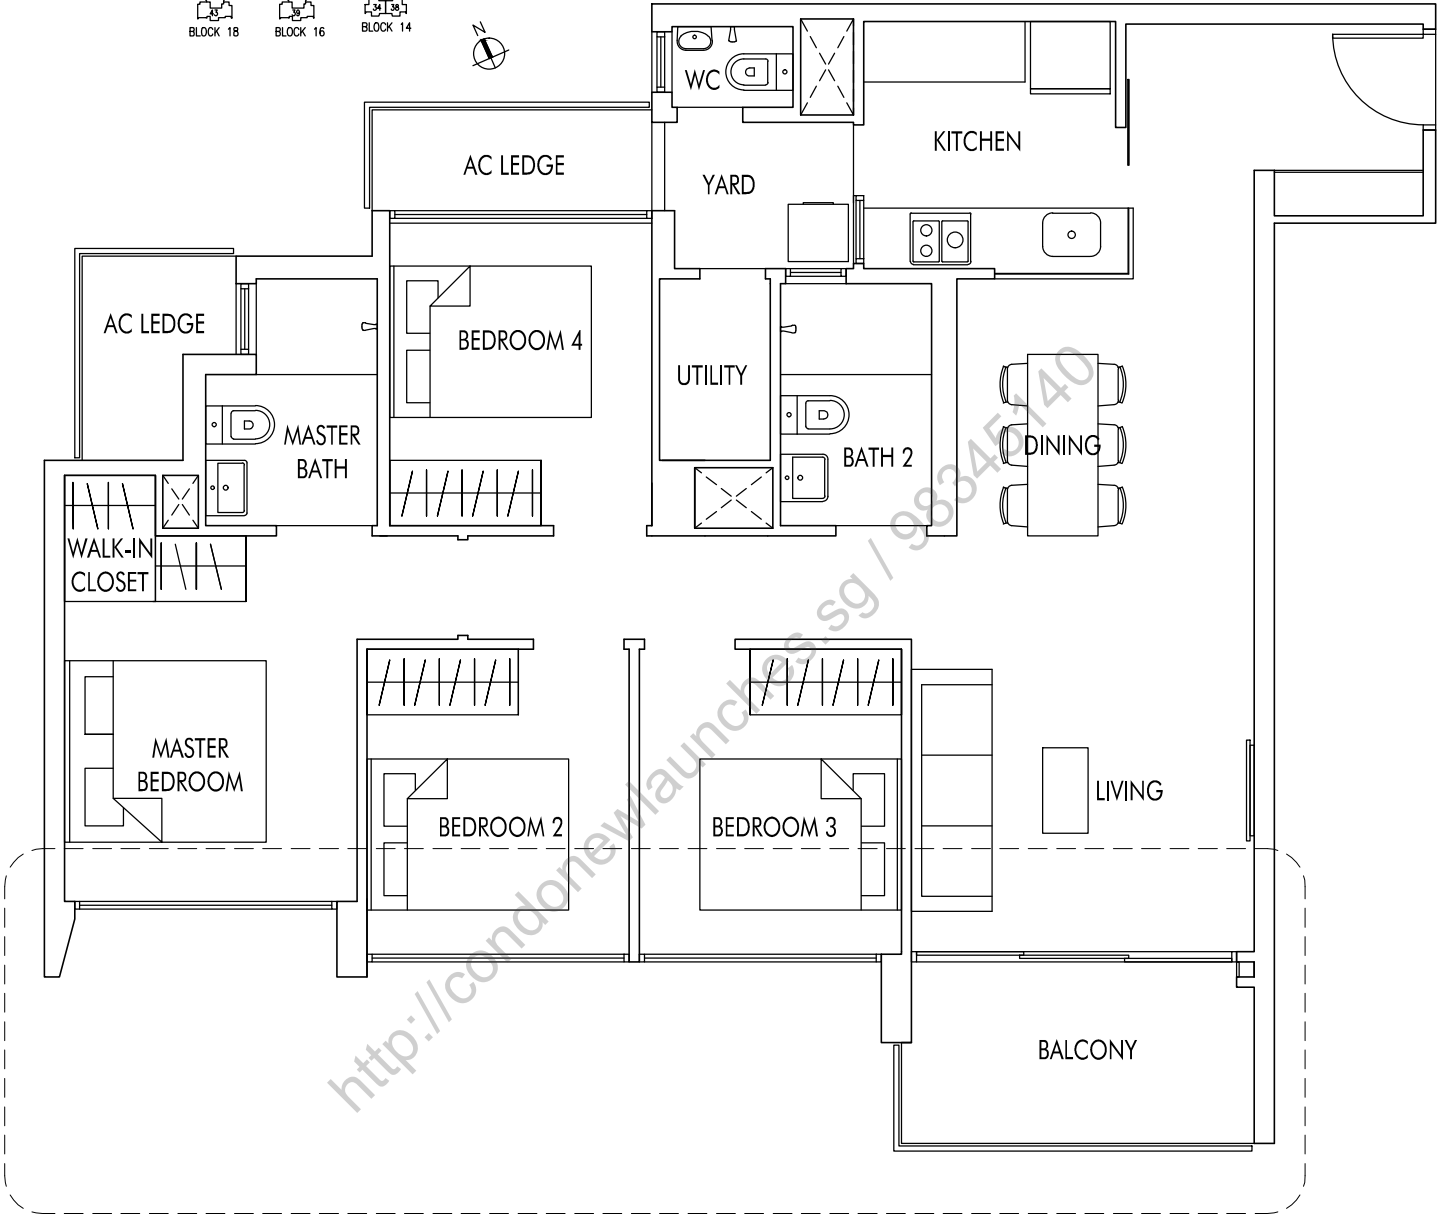 43
39
34 38
BLOCK 18
BLOCK 16
BLOCK 14
N
WC
KITCHEN
AC LEDGE
YARD
AC LEDGE
BEDROOM 4
UTILITY
MASTER
BATH
BATH 2
DINING
WALK-IN
CLOSET
MASTER
BEDROOM
LIVING
BEDROOM 2
BEDROOM 3
BALCONY
http://condonewlaunches.sg / 98345140